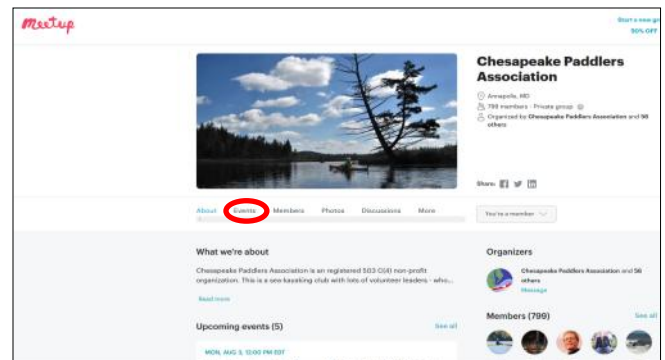 Meetup
Start a new gro
50% OFF
Chesapeake Paddlers
Association
Annapolis, MD
799 members · Private group
Organized by Chesapeake Paddlers Association and 56
others
Share:
About Events Members Photos Discussions More
You're a member
What we're about
Chesapeake Paddlers Association is an registered 503 C(4) non-profit
organization. This is a sea kayaking club with lots of volunteer leaders - who...
Read more
Organizers
Chesapeake Paddlers Association and 56
others
Message
Upcoming events (5) See all
Members (799) See all
MON, AUG 3, 12:00 PM EDT